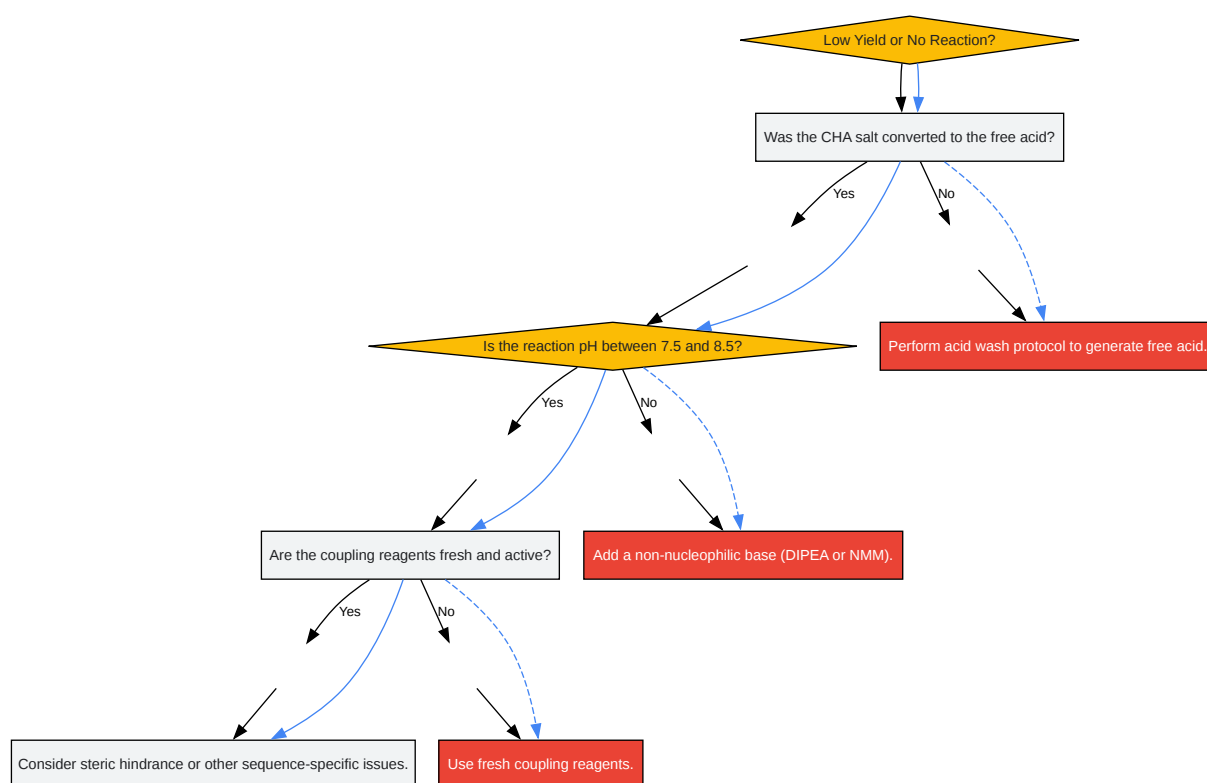 Low Yield or No Reaction?
Was the CHA salt converted to the free acid?
Yes
No
Is the reaction pH between 7.5 and 8.5?
Perform acid wash protocol to generate free acid.
Yes
No
Are the coupling reagents fresh and active?
Add a non-nucleophilic base (DIPEA or NMM).
Yes
No
Consider steric hindrance or other sequence-specific issues.
Use fresh coupling reagents.